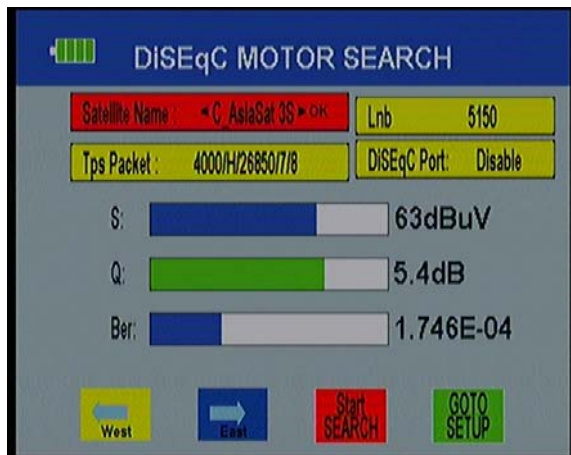 DiSEqC MOTOR SEARCH
Satellite Name : ◄C_AsiaSat 3S► OK
Lnb 5150
Tps Packet : 4000/H/26850/7/8
DiSEqC Port: Disable
S: 63dBuV
Q: 5.4dB
Ber: 1.746E-04
West
East
Start SEARCH
GOTO SETUP